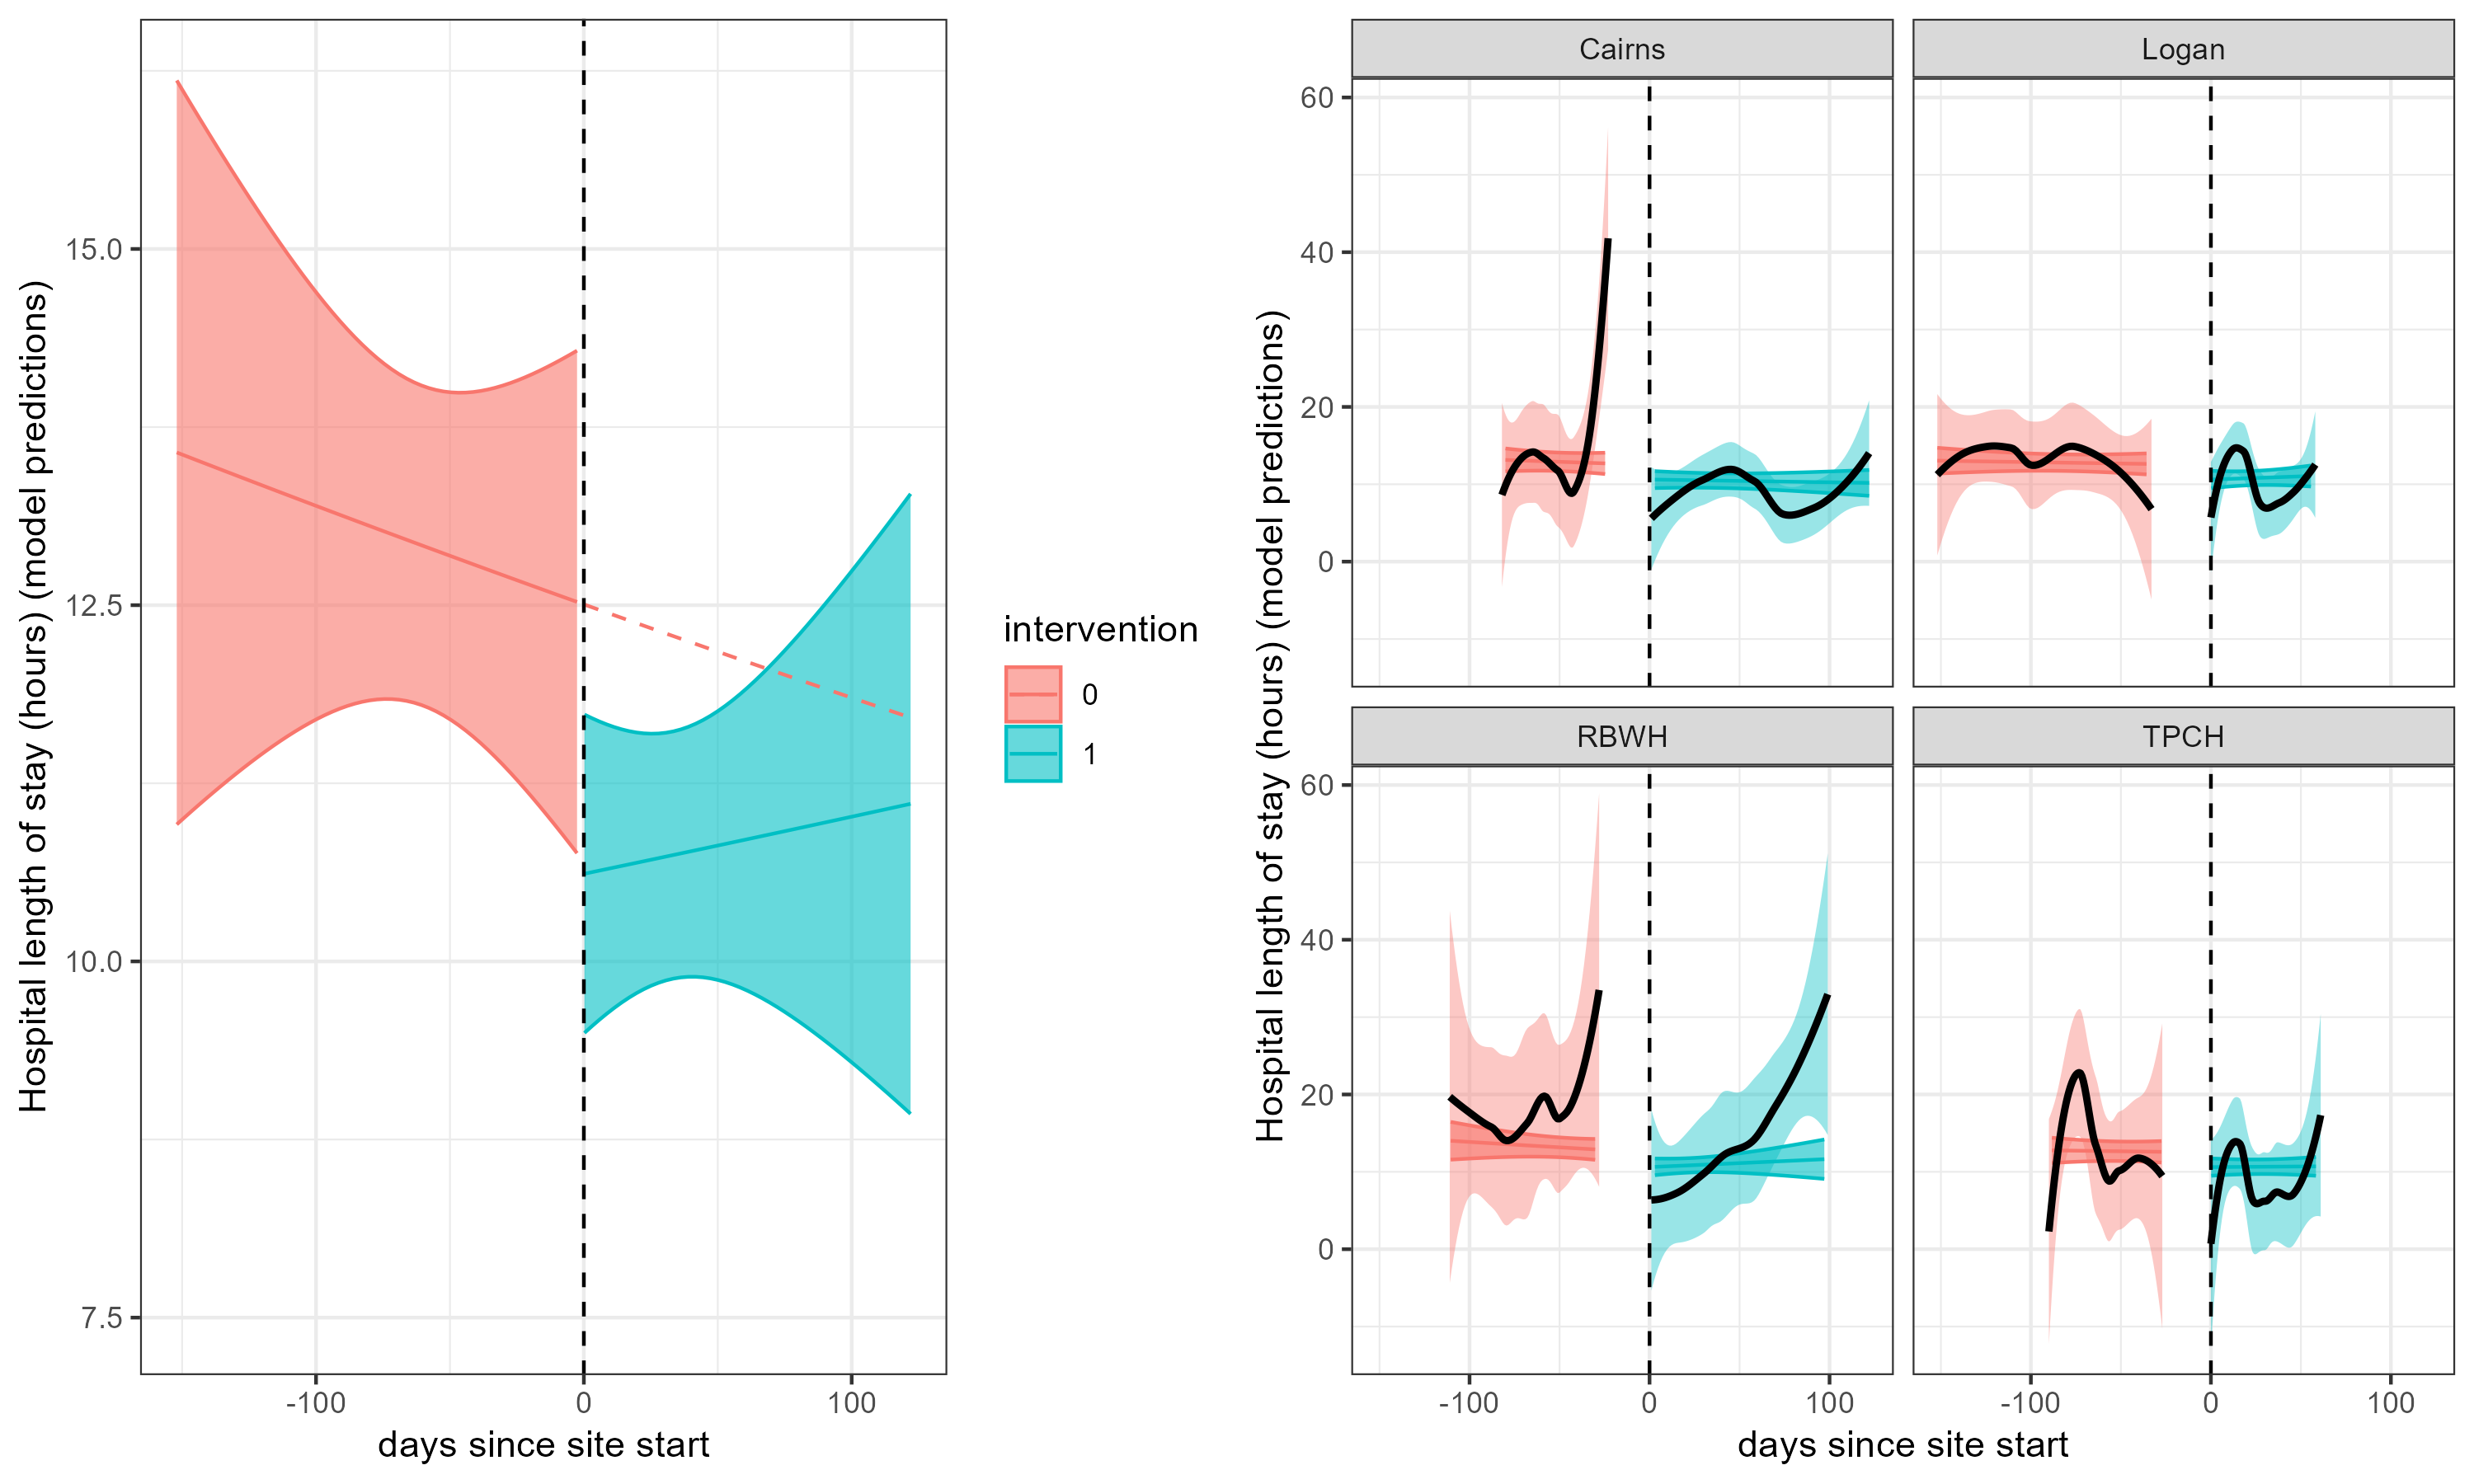 Hospital length of stay (hours) (model predictions)
15.0
12.5
10.0
7.5
-100
0
100
days since site start
intervention
0
1
Hospital length of stay (hours) (model predictions)
Cairns
Logan
60
40
20
0
RBWH
TPCH
60
40
20
0
-100
0
100
-100
0
100
days since site start